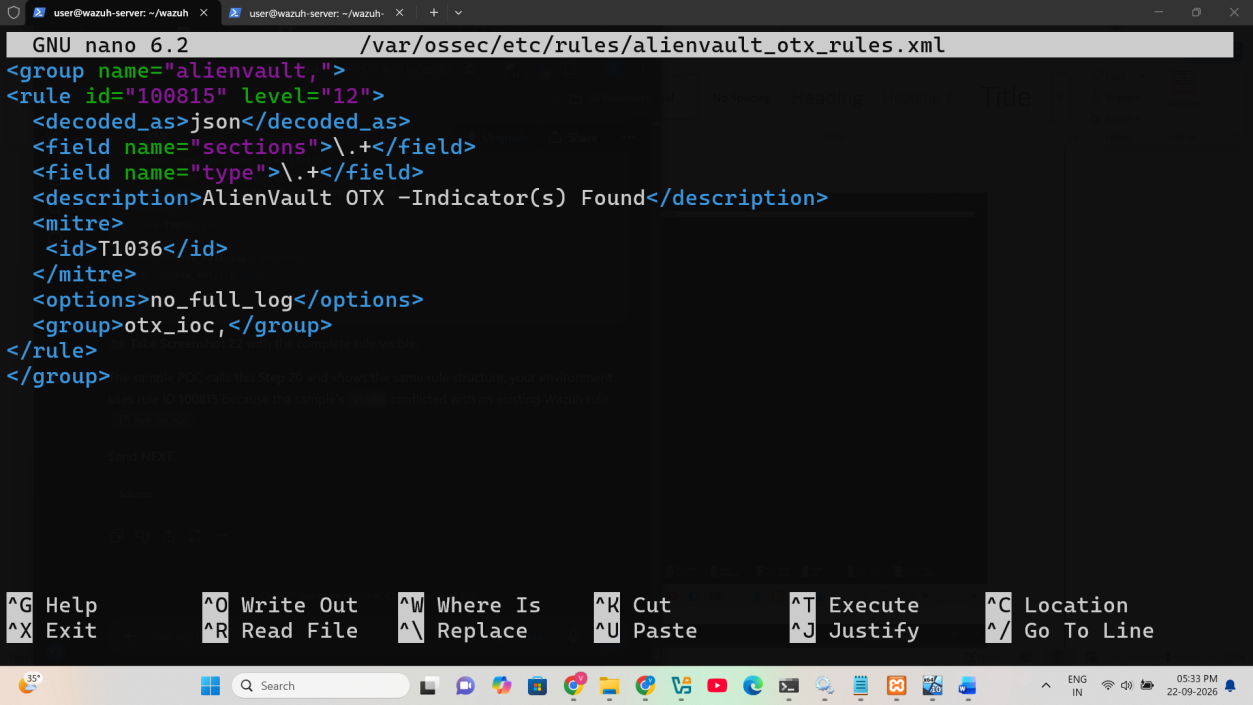 user@wazuh-server: ~/wazuh
user@wazuh-server: ~/wazuh-
GNU nano 6.2 /var/ossec/etc/rules/alienvault_otx_rules.xml
<group name="alienvault,">
<rule id="100815" level="12">
  <decoded_as>json</decoded_as>
  <field name="sections">\.+</field>
  <field name="type">\.+</field>
  <description>AlienVault OTX -Indicator(s) Found</description>
  <mitre>
   <id>T1036</id>
  </mitre>
  <options>no_full_log</options>
  <group>otx_ioc,</group>
</rule>
</group>
Title
Send NEXT
^G Help ^O Write Out ^W Where Is ^K Cut ^T Execute ^C Location
^X Exit ^R Read File ^\ Replace ^U Paste ^J Justify ^/ Go To Line
35°
Search
ENG
IN
05:33 PM
22-09-2026